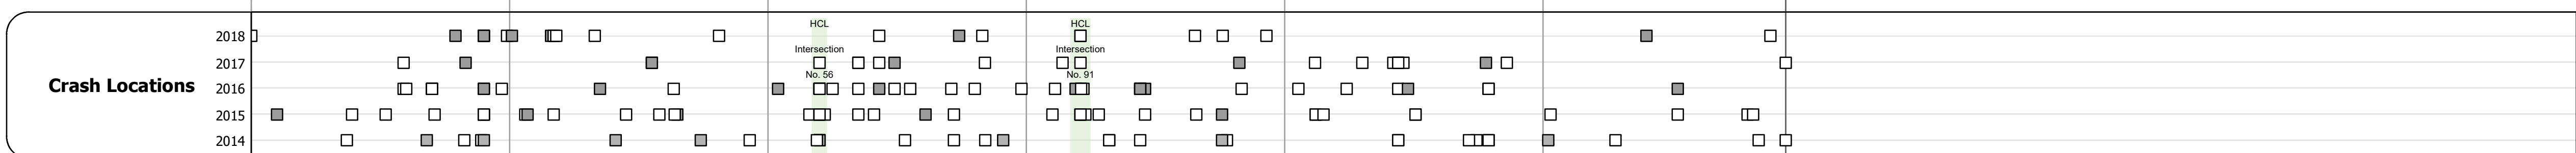 HCL
HCL
2018
Intersection
Intersection
2017
No. 56
No. 91
Crash Locations
2016
2015
2014